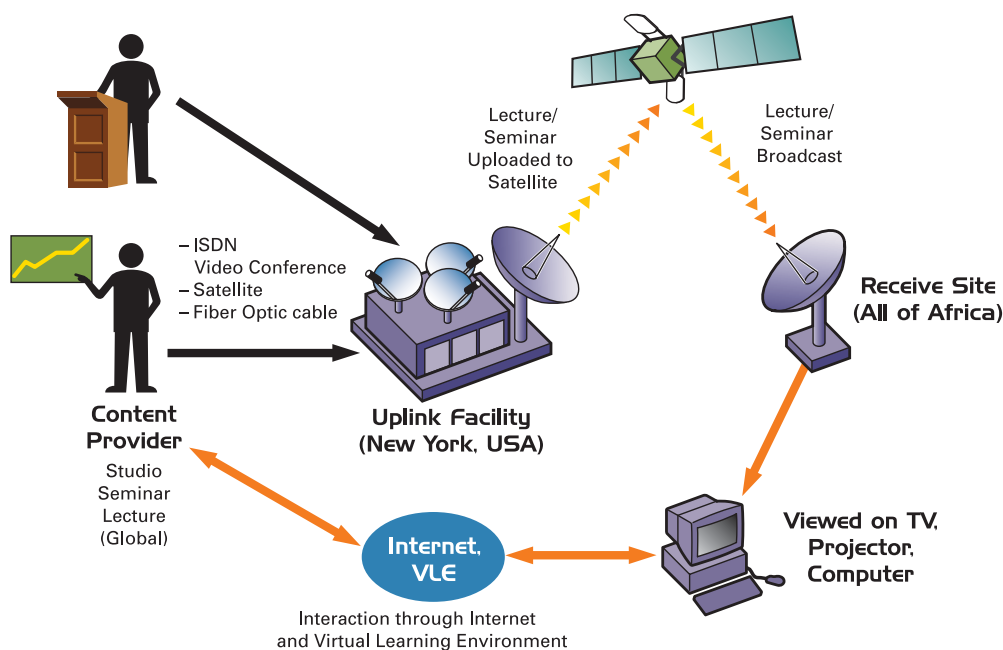 Lecture/
Seminar
Uploaded to
Satellite
Lecture/
Seminar
Broadcast
– ISDN
Video Conference
– Satellite
– Fiber Optic cable
Receive Site
(All of Africa)
Content
Provider
Studio
Seminar
Lecture
(Global)
Uplink Facility
(New York, USA)
Internet,
VLE
Interaction through Internet
and Virtual Learning Environment
Viewed on TV,
Projector,
Computer